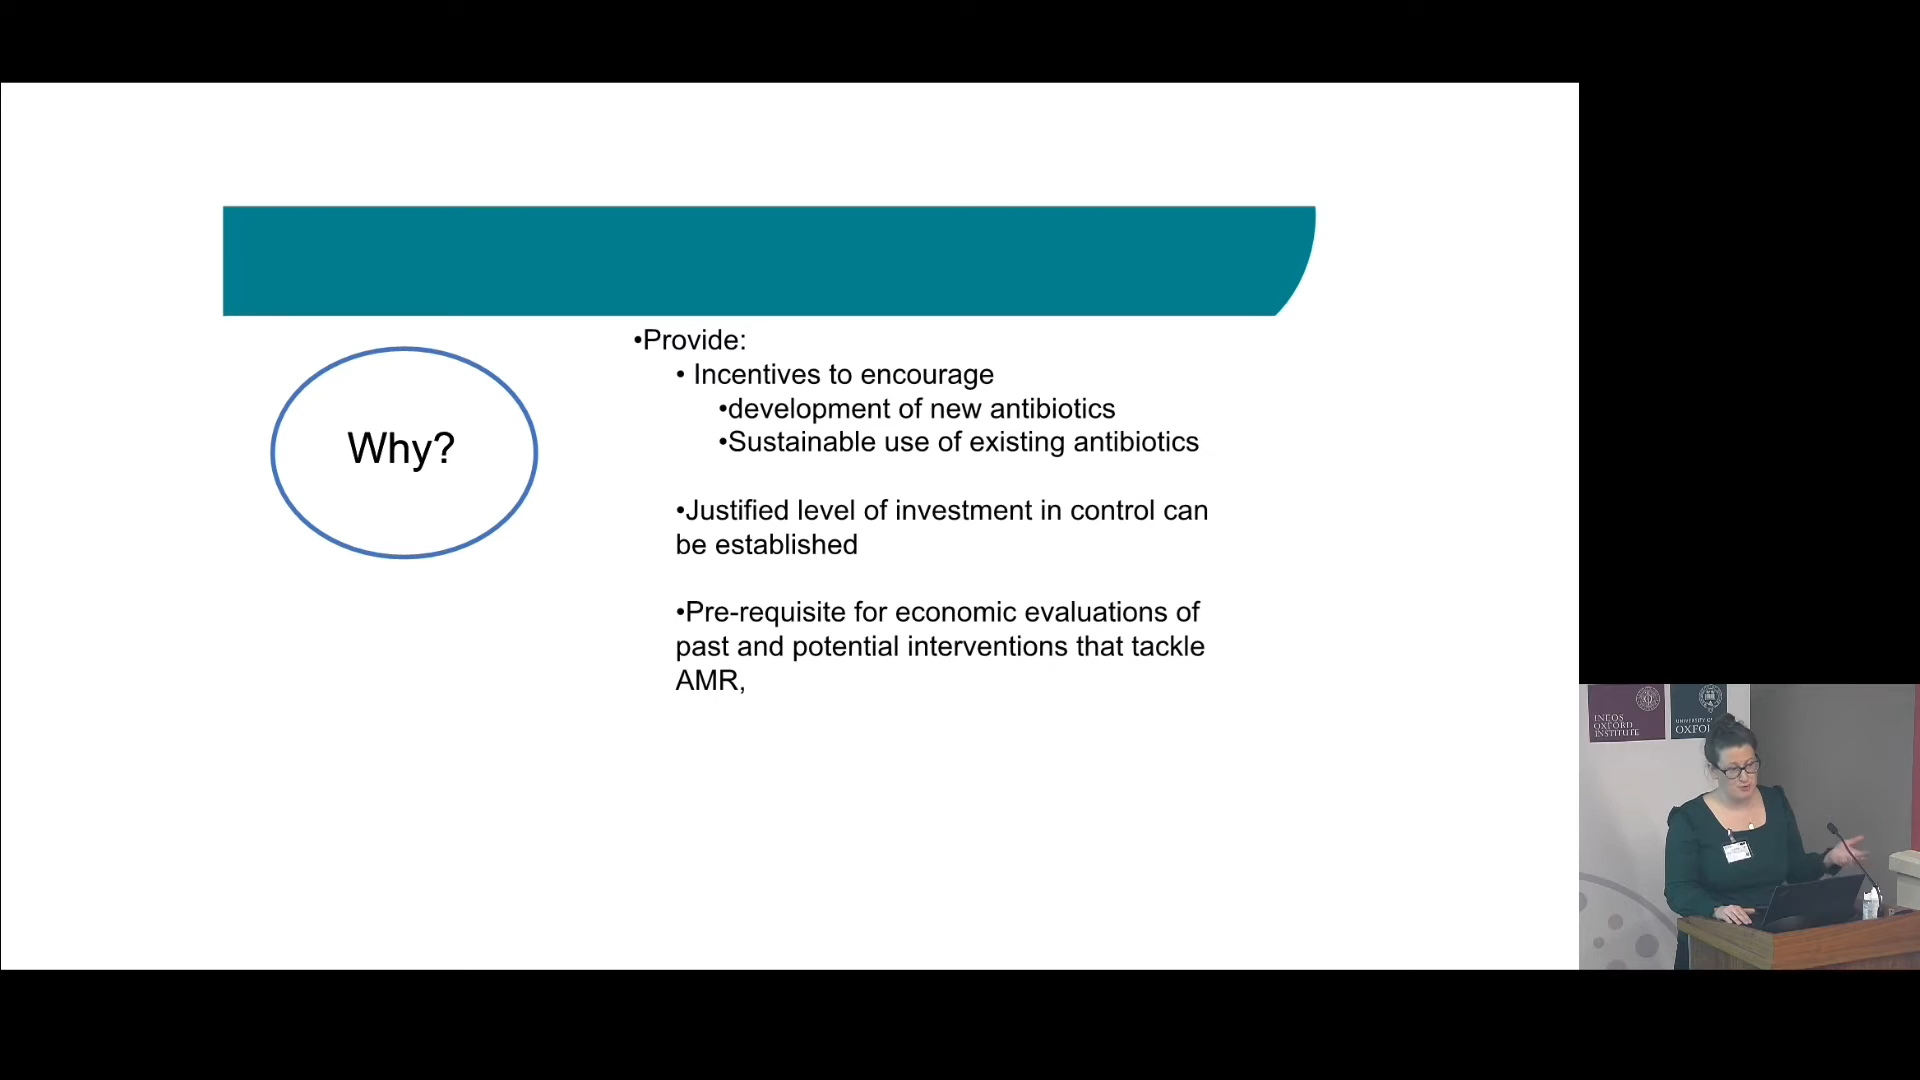 Why?
•Provide:
• Incentives to encourage
•development of new antibiotics
•Sustainable use of existing antibiotics
•Justified level of investment in control can
be established
•Pre-requisite for economic evaluations of
past and potential interventions that tackle
AMR,
INEOS
OXFORD
INSTITUTE
UNIVERSITY OF